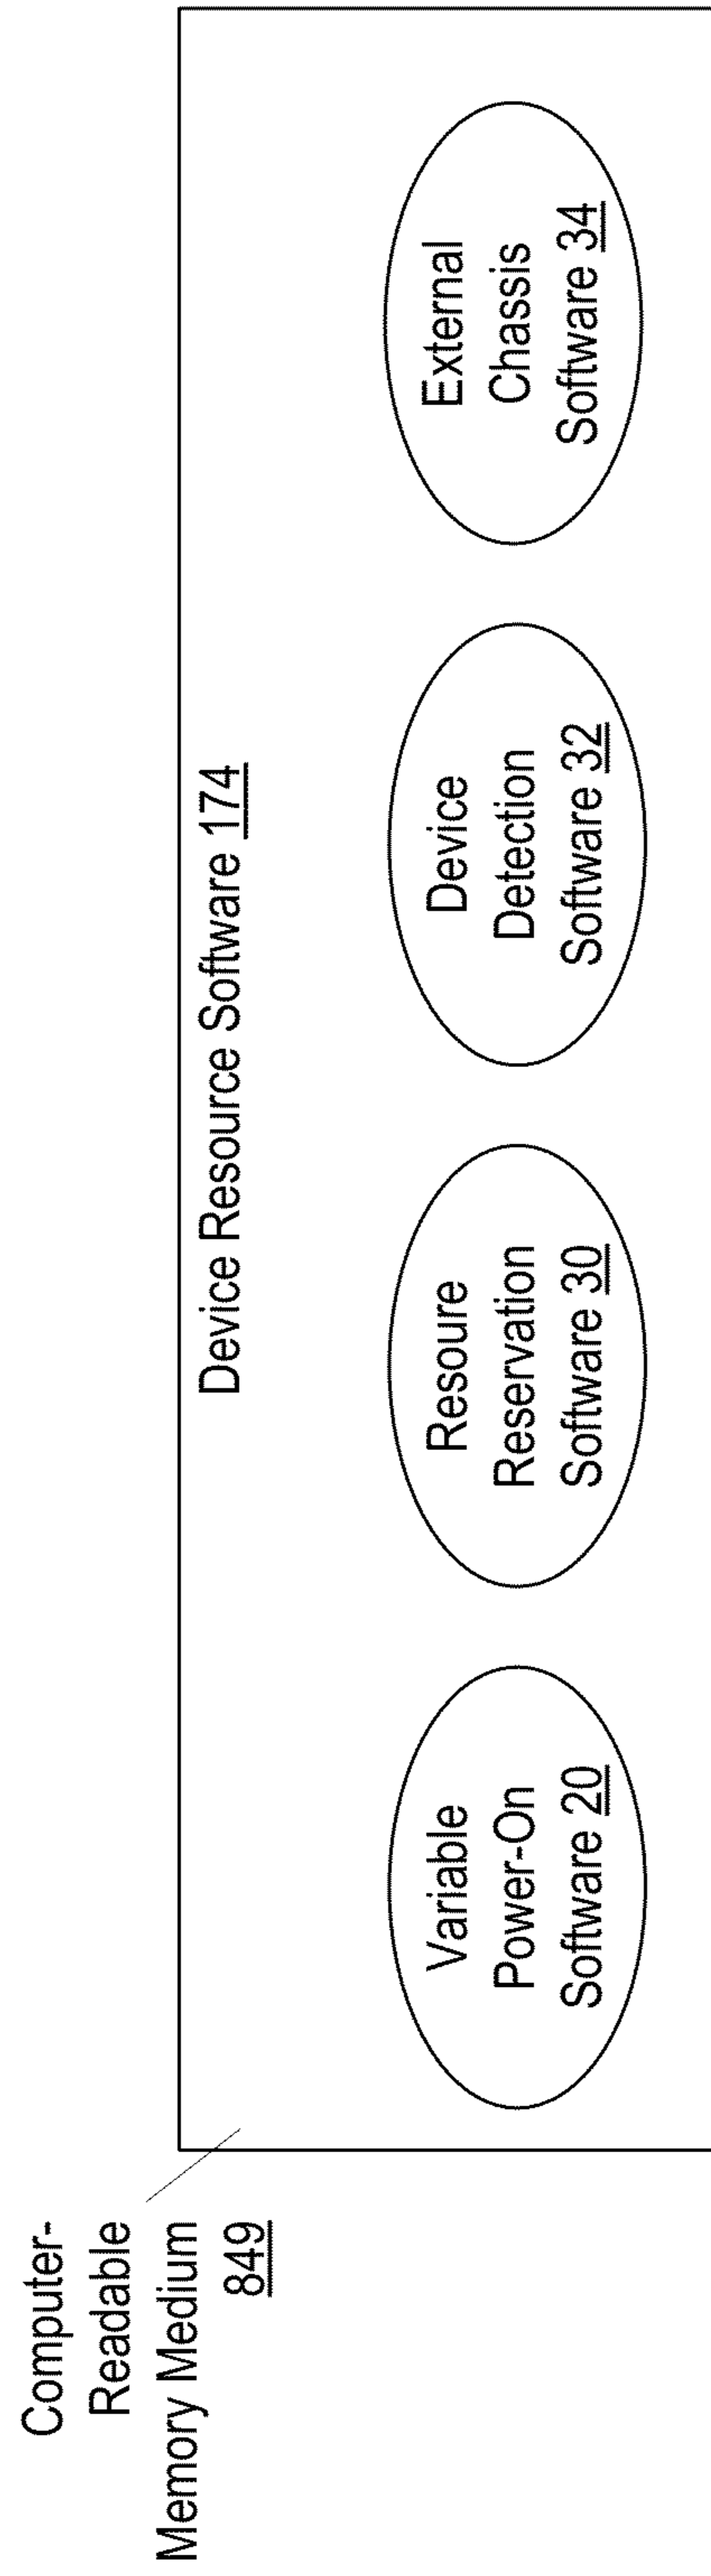 Computer-
Readable
Memory Medium
849
Device Resource Software 174
Variable
Power-On
Software 20
Resoure
Reservation
Software 30
Device
Detection
Software 32
External
Chassis
Software 34